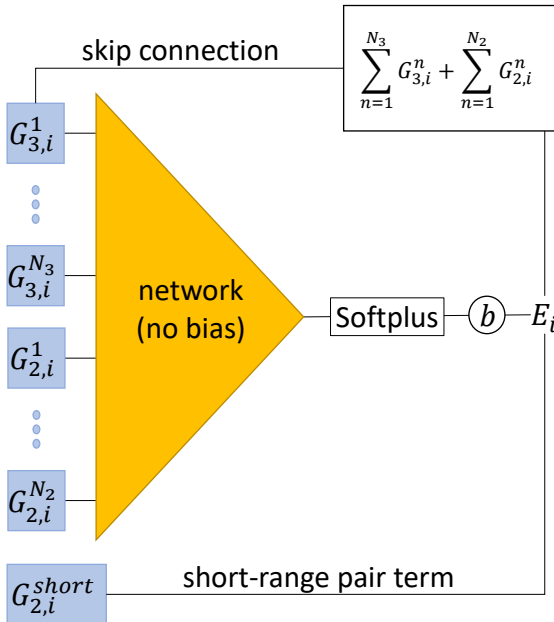 skip connection
$\sum_{n=1}^{N_3} G_{3,i}^{n} + \sum_{n=1}^{N_2} G_{2,i}^{n}$
$G_{3,i}^{1}$
$G_{3,i}^{N_3}$
network
(no bias)
Softplus
b
$E_i$
$G_{2,i}^{1}$
$G_{2,i}^{N_2}$
short-range pair term
$G_{2,i}^{short}$